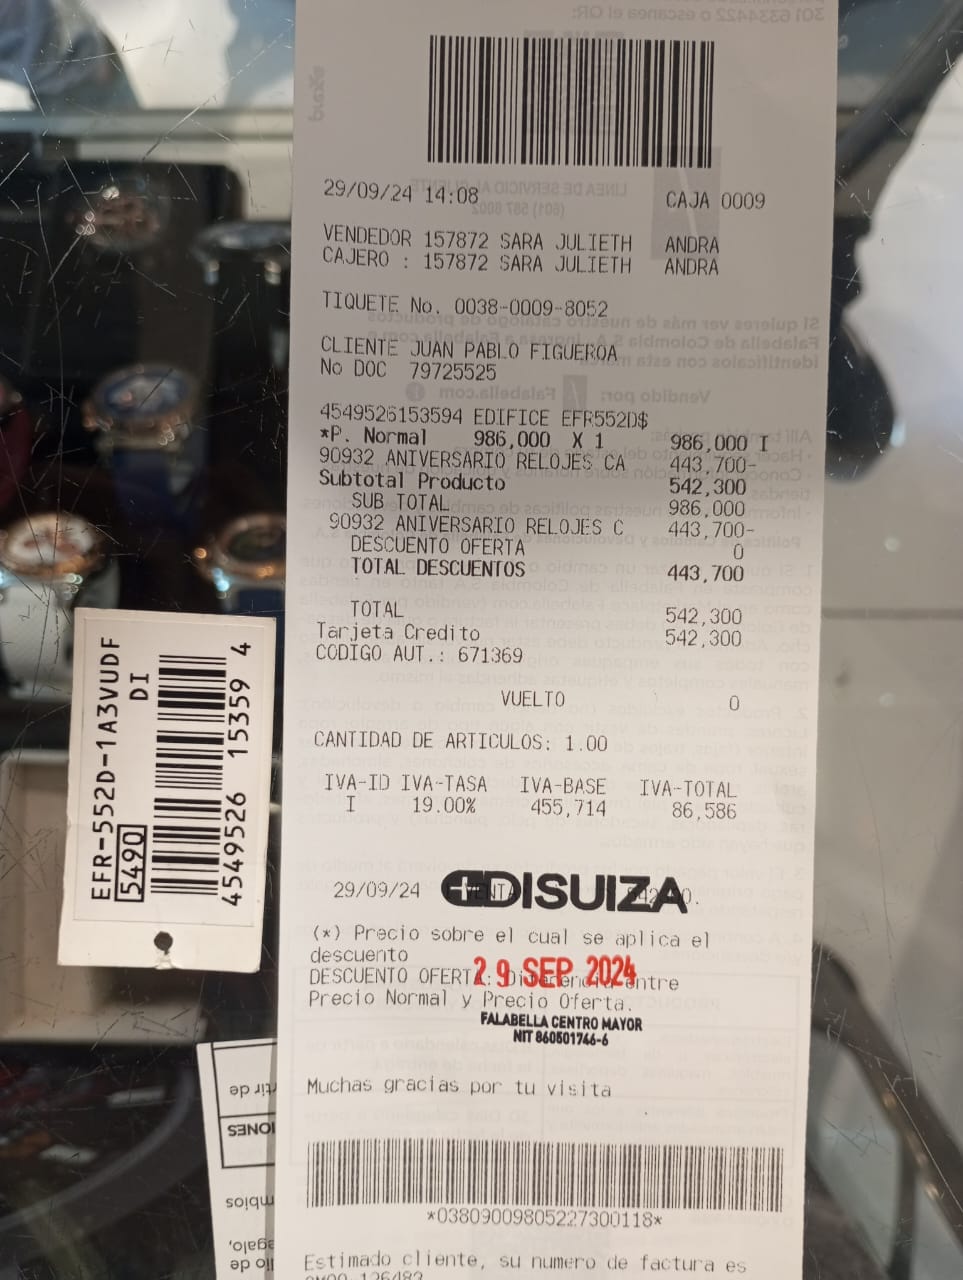 29/09/24 14:08 CAJA 0009
VENDEDOR 157872 SARA JULIETH ANDRA
CAJERO : 157872 SARA JULIETH ANDRA
TIQUETE No. 0038-0009-8052
CLIENTE JUAN PABLO FIGUEROA
No DOC 79725525
4549526153594 EDIFICE EFR552D$
*P. Normal 986,000 X 1 986,000 I
90932 ANIVERSARIO RELOJES CA 443,700-
Subtotal Producto 542,300
SUB TOTAL 986,000
90932 ANIVERSARIO RELOJES C 443,700-
DESCUENTO OFERTA 0
TOTAL DESCUENTOS 443,700
TOTAL 542,300
Tarjeta Credito 542,300
CODIGO AUT.: 671369
VUELTO 0
CANTIDAD DE ARTICULOS: 1.00
IVA-ID IVA-TASA IVA-BASE IVA-TOTAL
I 19.00% 455,714 86,586
29/09/24
DISUIZA
(*) Precio sobre el cual se aplica el
descuento
29 SEP 2024
DESCUENTO OFERTA: Diferencia entre
Precio Normal y Precio Oferta.
FALABELLA CENTRO MAYOR
NIT 860501746-6
Muchas gracias por tu visita
*03809009805227300118*
Estimado cliente, su numero de factura es
EFR-552D-1A3VUDF
DI
5490
4549526 15359 4